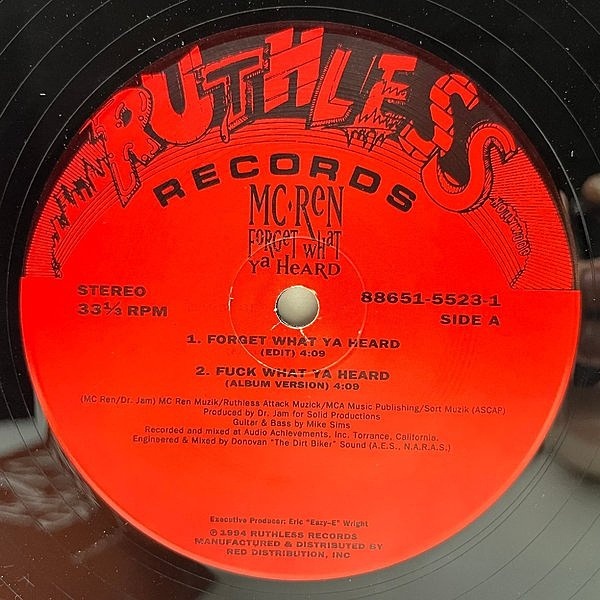 RUTHLESS
RECORDS
MC·ReN
FORGeT WHaT
Ya HeARD
STEREO
33⅓ RPM
88651-5523-1
SIDE A
1. FORGET WHAT YA HEARD
(EDIT) 4:09
2. FUCK WHAT YA HEARD
(ALBUM VERSION) 4:09
(MC Ren/Dr. Jam) MC Ren Muzik/Ruthless Attack Muzick/MCA Music Publishing/Sort Muzik (ASCAP)
Produced by Dr. Jam for Solid Productions
Guitar & Bass by Mike Sims
Recorded and mixed at Audio Achievements, Inc. Torrance, California.
Engineered & Mixed by Donovan "The Dirt Biker" Sound (A.E.S., N.A.R.A.S.)
Executive Producer: Eric "Eazy-E" Wright
℗ 1994 RUTHLESS RECORDS
MANUFACTURED & DISTRIBUTED BY
RED DISTRIBUTION, INC